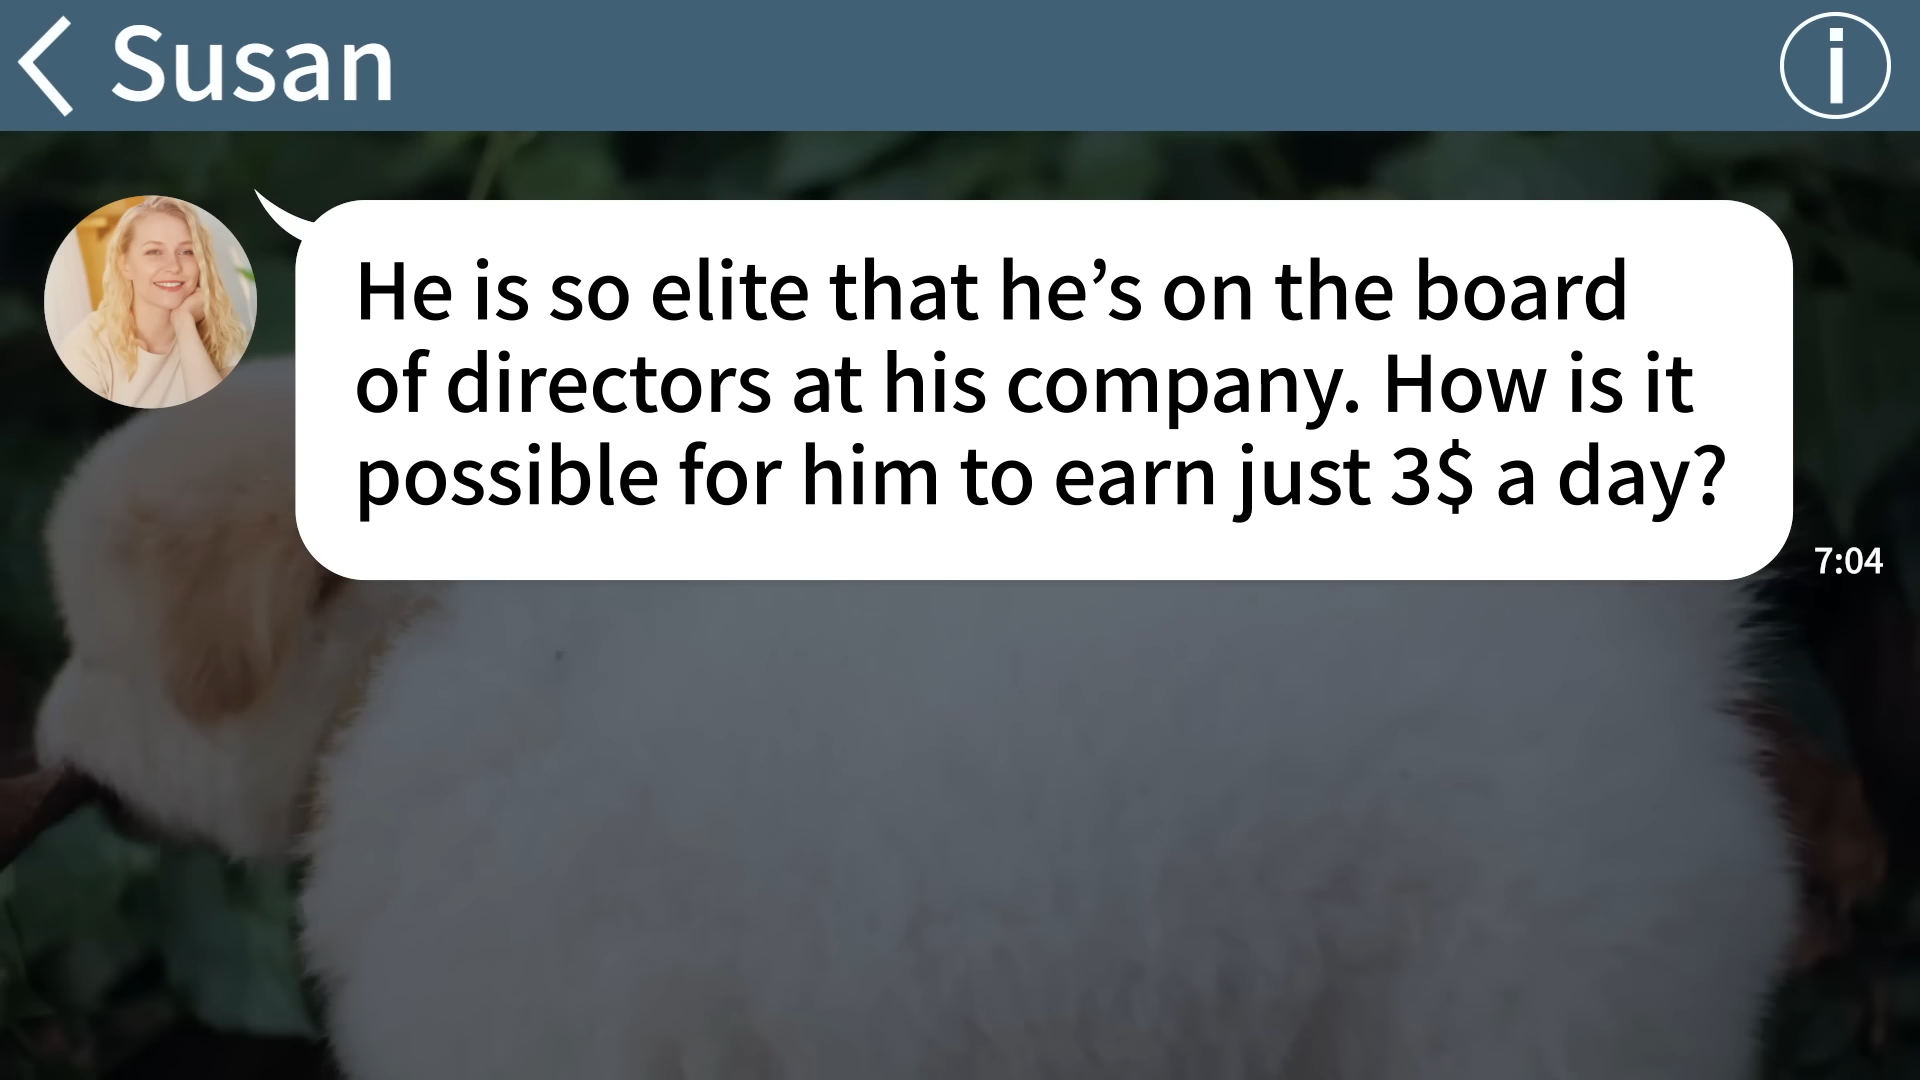 Susan
He is so elite that he’s on the board
of directors at his company. How is it
possible for him to earn just 3$ a day?
7:04